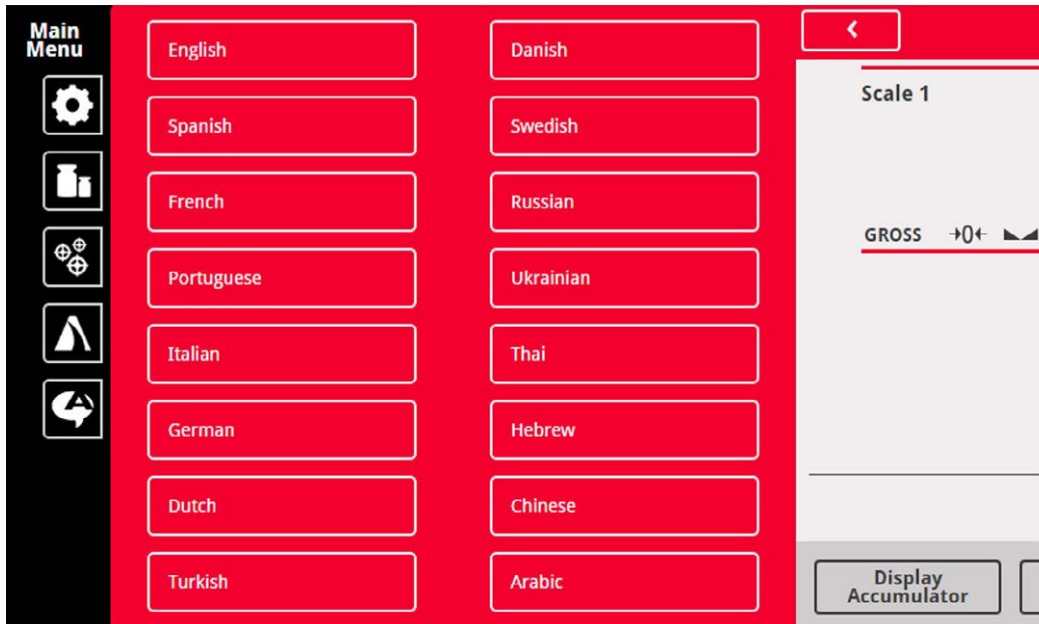 Main
Menu
English
Spanish
French
Portuguese
Italian
German
Dutch
Turkish
Danish
Swedish
Russian
Ukrainian
Thai
Hebrew
Chinese
Arabic
Scale 1
GROSS →0←
Display
Accumulator